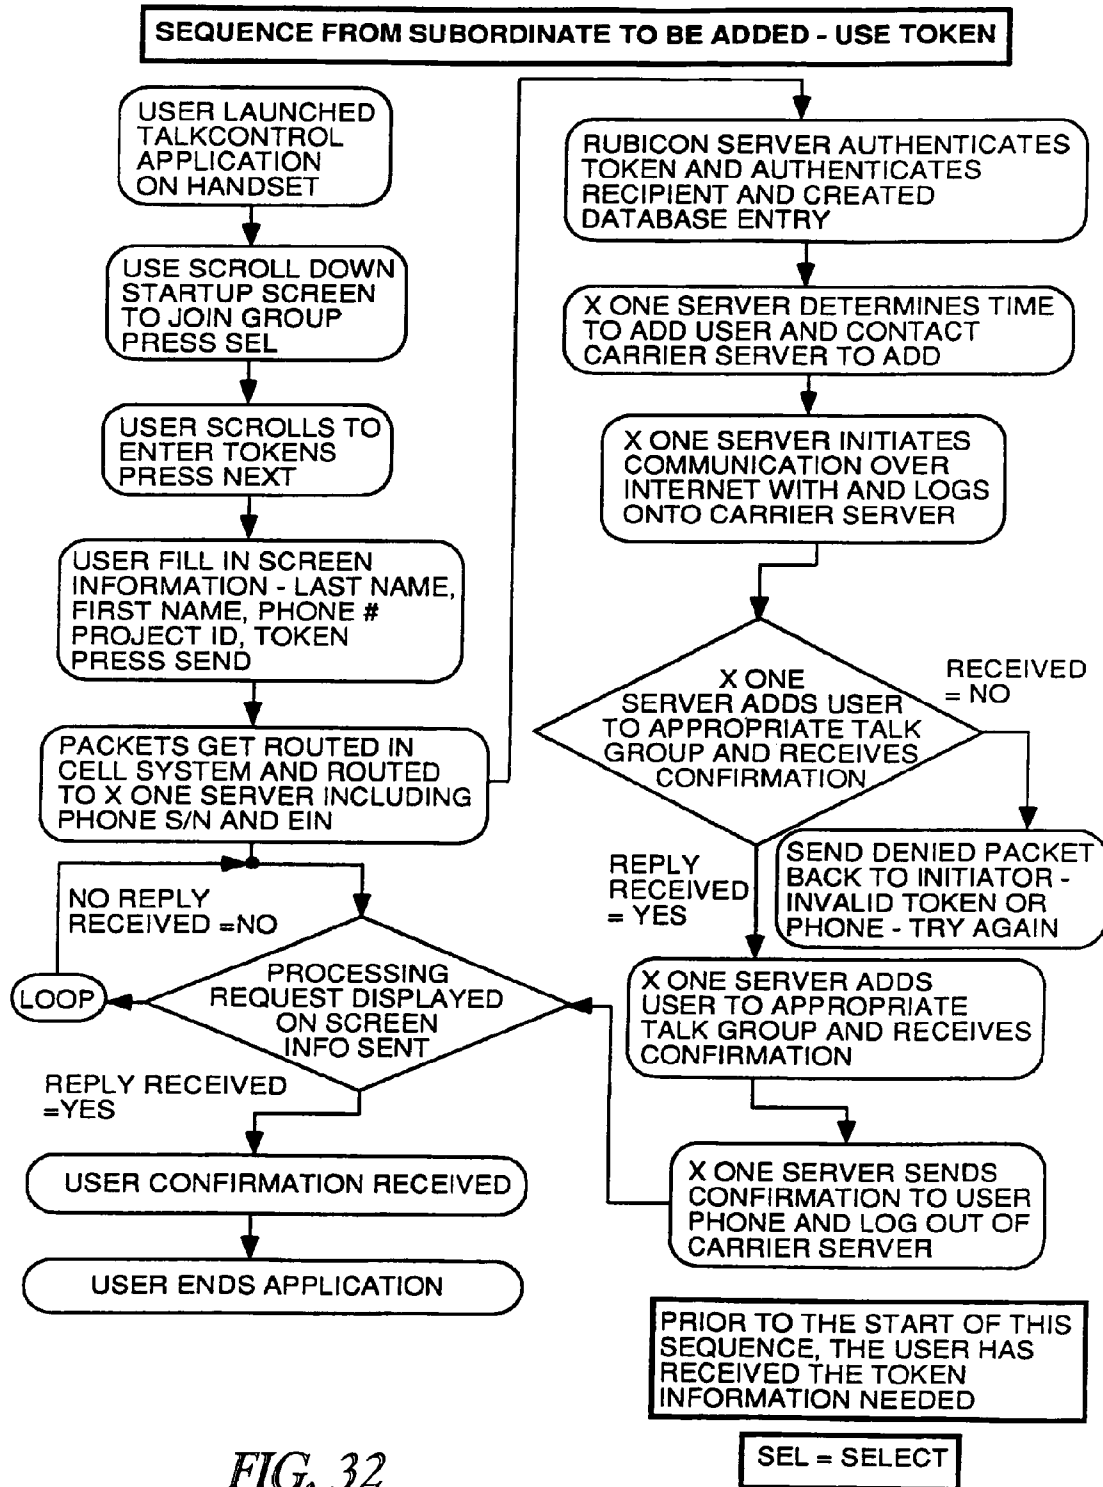 SEQUENCE FROM SUBORDINATE TO BE ADDED - USE TOKEN
USER LAUNCHED
TALKCONTROL
APPLICATION
ON HANDSET
USE SCROLL DOWN
STARTUP SCREEN
TO JOIN GROUP
PRESS SEL
USER SCROLLS TO
ENTER TOKENS
PRESS NEXT
USER FILL IN SCREEN
INFORMATION - LAST NAME,
FIRST NAME, PHONE #
PROJECT ID, TOKEN
PRESS SEND
PACKETS GET ROUTED IN
CELL SYSTEM AND ROUTED
TO X ONE SERVER INCLUDING
PHONE S/N AND EIN
NO REPLY
RECEIVED =NO
LOOP
PROCESSING
REQUEST DISPLAYED
ON SCREEN
INFO SENT
REPLY RECEIVED
=YES
USER CONFIRMATION RECEIVED
USER ENDS APPLICATION
RUBICON SERVER AUTHENTICATES
TOKEN AND AUTHENTICATES
RECIPIENT AND CREATED
DATABASE ENTRY
X ONE SERVER DETERMINES TIME
TO ADD USER AND CONTACT
CARRIER SERVER TO ADD
X ONE SERVER INITIATES
COMMUNICATION OVER
INTERNET WITH AND LOGS
ONTO CARRIER SERVER
X ONE
SERVER ADDS USER
TO APPROPRIATE TALK
GROUP AND RECEIVES
CONFIRMATION
RECEIVED
= NO
SEND DENIED PACKET
BACK TO INITIATOR -
INVALID TOKEN OR
PHONE - TRY AGAIN
REPLY
RECEIVED
= YES
X ONE SERVER ADDS
USER TO APPROPRIATE
TALK GROUP AND RECEIVES
CONFIRMATION
X ONE SERVER SENDS
CONFIRMATION TO USER
PHONE AND LOG OUT OF
CARRIER SERVER
PRIOR TO THE START OF THIS
SEQUENCE, THE USER HAS
RECEIVED THE TOKEN
INFORMATION NEEDED
SEL = SELECT
FIG. 32